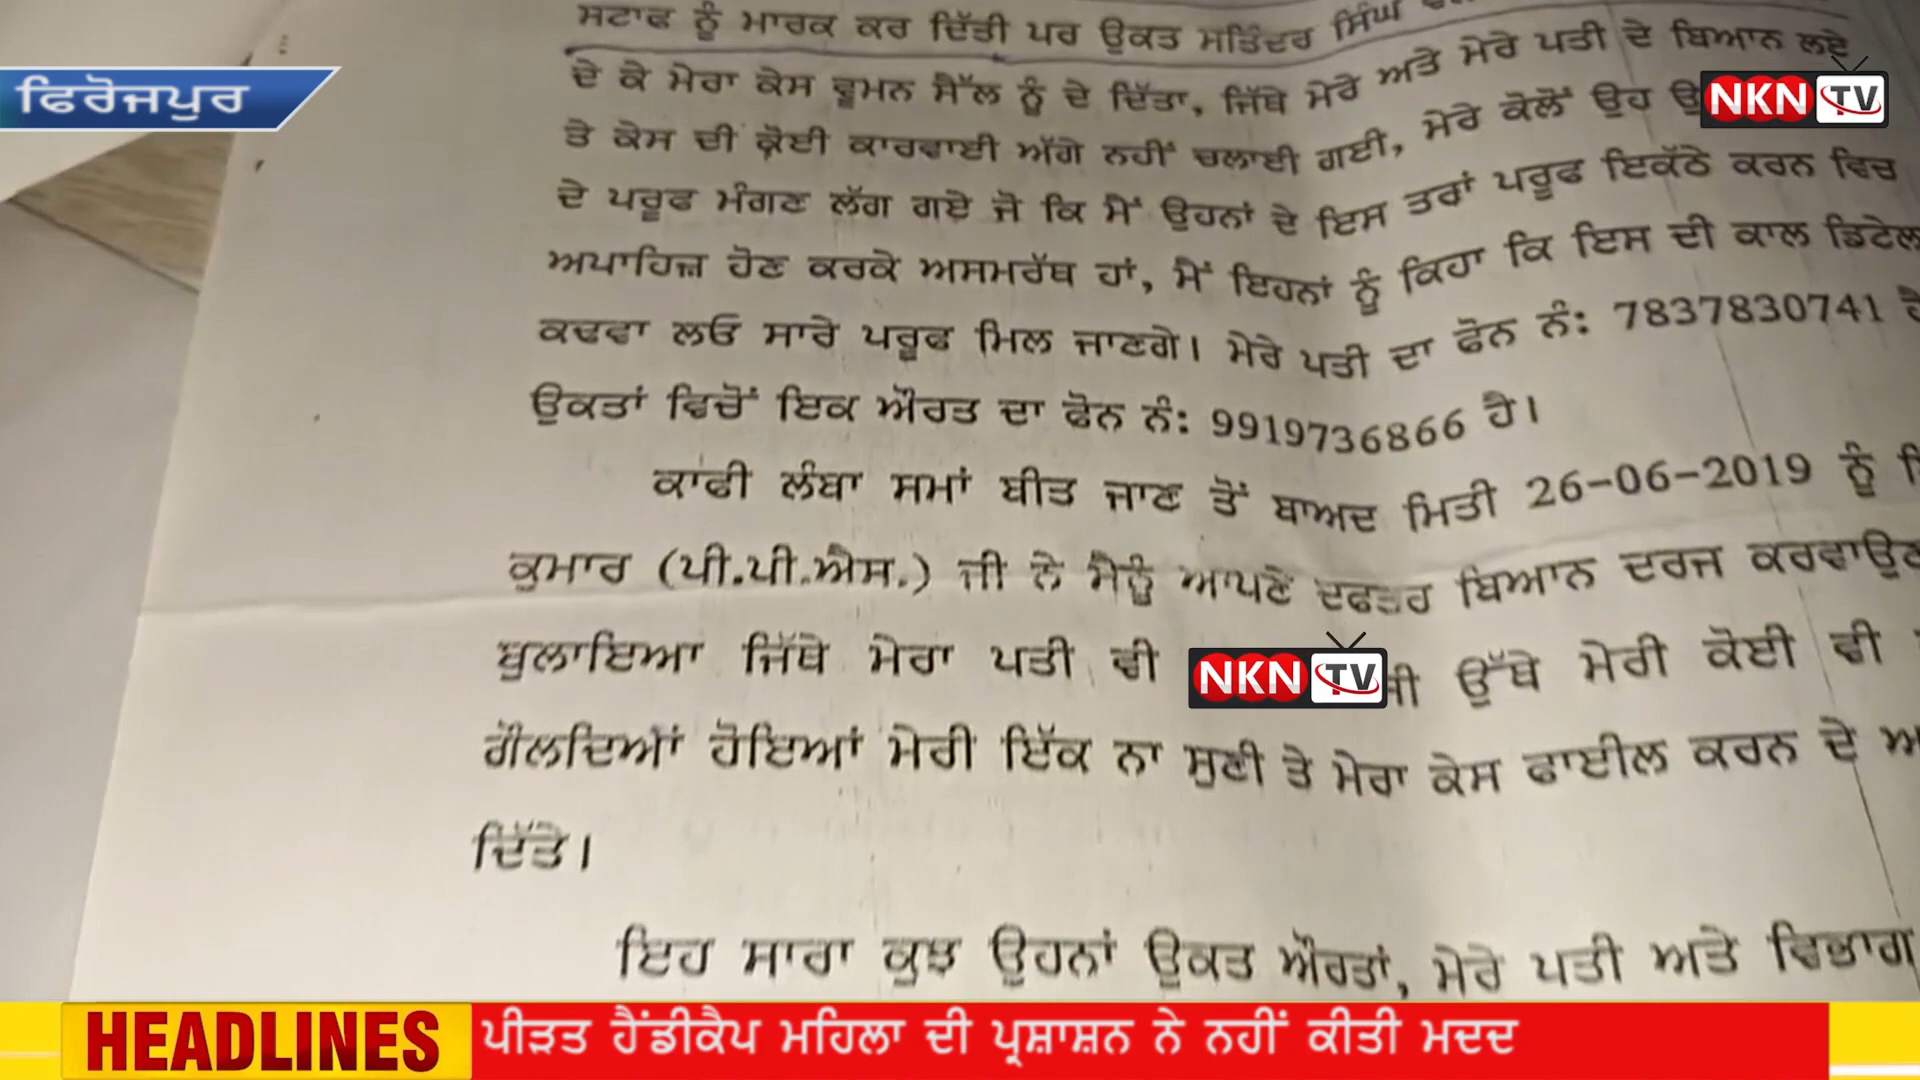 ਸਟਾਫ ਨੂੰ ਮਾਰਕ ਕਰ ਦਿੱਤੀ ਪਰ ਉਕਤ ਸਤਿੰਦਰ ਸਿੰਘ
ਫਿਰੋਜਪੁਰ
ਦੇ ਕੇ ਮੇਰਾ ਕੇਸ ਵੂਮਨ ਸੈੱਲ ਨੂੰ ਦੇ ਦਿੱਤਾ, ਜਿੱਥੇ ਮੇਰੇ ਅਤੇ ਮੇਰੇ ਪਤੀ ਦੇ ਬਿਆਨ ਲਏ
NKN TV
ਤੇ ਕੇਸ ਦੀ ਕੋਈ ਕਾਰਵਾਈ ਅੱਗੇ ਨਹੀਂ ਚਲਾਈ ਗਈ, ਮੇਰੇ ਕੋਲੋਂ ਉਹ
ਦੇ ਪਰੂਫ ਮੰਗਣ ਲੱਗ ਗਏ ਜੋ ਕਿ ਮੈਂ ਉਹਨਾਂ ਦੇ ਇਸ ਤਰਾਂ ਪਰੂਫ ਇਕੱਠੇ ਕਰਨ ਵਿਚ
ਅਪਾਹਿਜ਼ ਹੋਣ ਕਰਕੇ ਅਸਮਰੱਥ ਹਾਂ, ਮੈਂ ਇਹਨਾਂ ਨੂੰ ਕਿਹਾ ਕਿ ਇਸ ਦੀ ਕਾਲ ਡਿਟੇਲ
ਕਢਵਾ ਲਓ ਸਾਰੇ ਪਰੂਫ ਮਿਲ ਜਾਣਗੇ। ਮੇਰੇ ਪਤੀ ਦਾ ਫੋਨ ਨੰ: 7837830741 ਹੈ
ਉਕਤਾਂ ਵਿਚੋਂ ਇਕ ਔਰਤ ਦਾ ਫੋਨ ਨੰ: 9919736866 ਹੈ।
ਕਾਫੀ ਲੰਬਾ ਸਮਾਂ ਬੀਤ ਜਾਣ ਤੋਂ ਬਾਅਦ ਮਿਤੀ 26-06-2019 ਨੂੰ
ਕੁਮਾਰ (ਪੀ.ਪੀ.ਐਸ.) ਜੀ ਨੇ ਮੈਨੂੰ ਆਪਣੇ ਦਫਤਰ ਬਿਆਨ ਦਰਜ ਕਰਵਾਉਣ
ਬੁਲਾਇਆ ਜਿੱਥੇ ਮੇਰਾ ਪਤੀ ਵੀ NKN TV ਉੱਥੇ ਮੇਰੀ ਕੋਈ ਵੀ
ਗੌਲਦਿਆਂ ਹੋਇਆਂ ਮੇਰੀ ਇੱਕ ਨਾ ਸੁਣੀ ਤੇ ਮੇਰਾ ਕੇਸ ਫਾਈਲ ਕਰਨ ਦੇ
ਦਿੱਤੇ।
ਇਹ ਸਾਰਾ ਕੁਝ ਉਹਨਾਂ ਉਕਤ ਔਰਤਾਂ, ਮੇਰੇ ਪਤੀ ਅਤੇ ਵਿਭਾਗ
HEADLINES ਪੀੜਤ ਹੈਂਡੀਕੈਪ ਮਹਿਲਾ ਦੀ ਪ੍ਰਸ਼ਾਸ਼ਨ ਨੇ ਨਹੀਂ ਕੀਤੀ ਮਦਦ